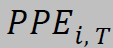 PPE_{i, T}